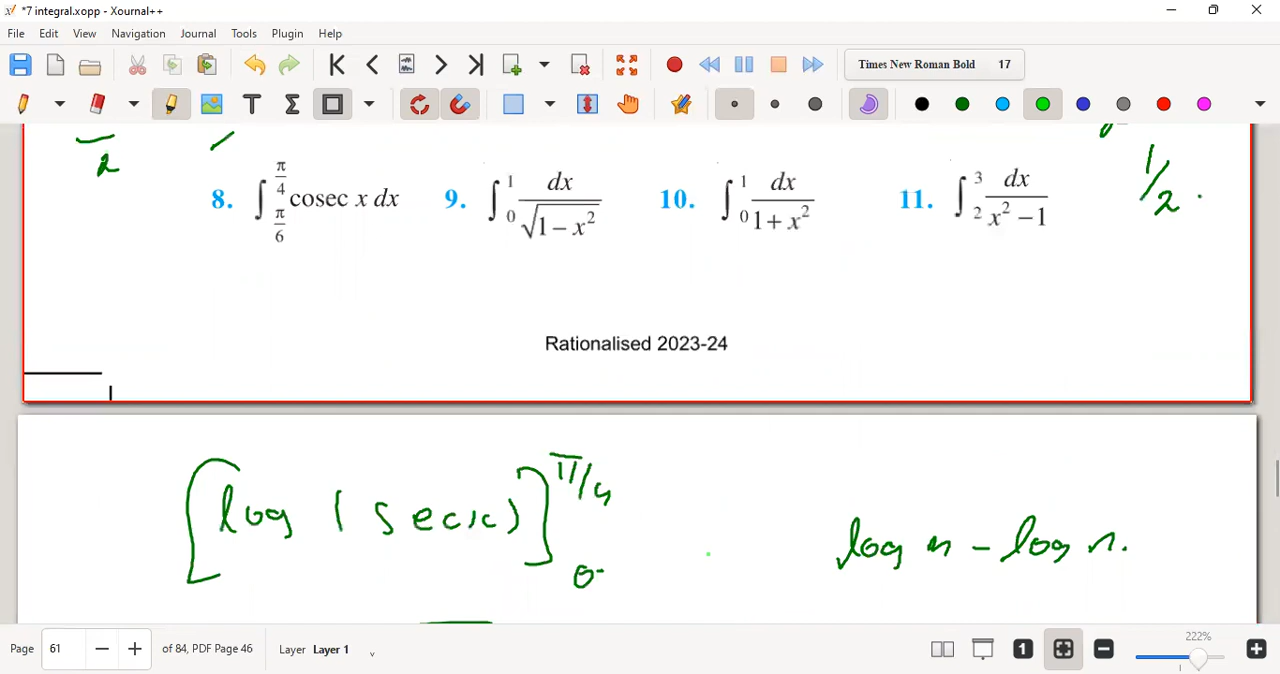 *7 integral.xopp - Xournal++
File Edit View Navigation Journal Tools Plugin Help
Times New Roman Bold 17
2
1/2 .
8. ∫_{π/6}^{π/4} cosec x dx 9. ∫_0^1 dx/√(1 – x²) 10. ∫_0^1 dx/(1 + x²) 11. ∫_2^3 dx/(x² – 1)
Rationalised 2023-24
[log |secx|]_0^{π/4} log m – log n.
Page 61 of 84, PDF Page 46 Layer Layer 1 222%